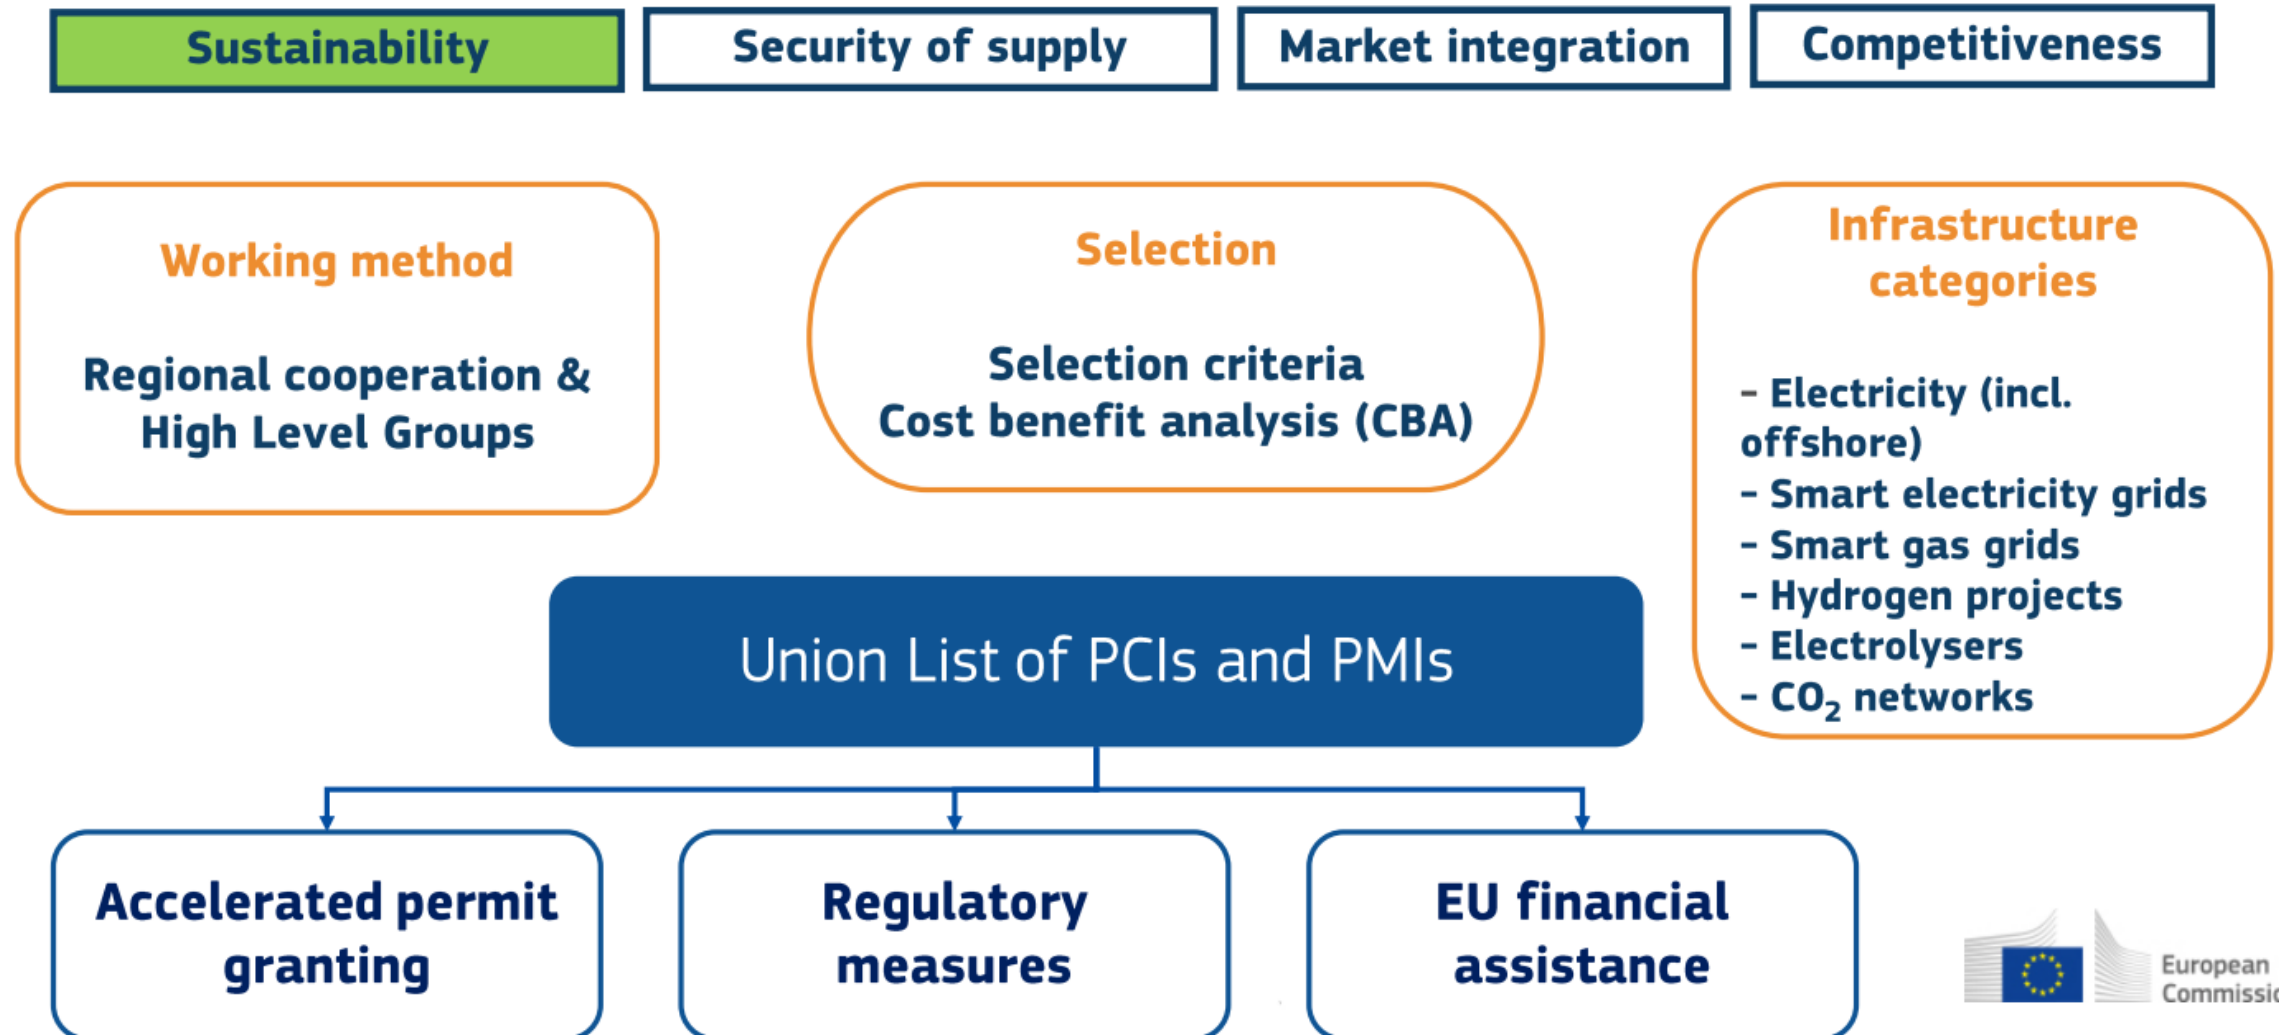 Sustainability
Security of supply
Market integration
Competitiveness
Working method
Regional cooperation &
High Level Groups
Selection
Selection criteria
Cost benefit analysis (CBA)
Infrastructure
categories
- Electricity (incl.
offshore)
- Smart electricity grids
- Smart gas grids
- Hydrogen projects
- Electrolysers
- CO₂ networks
Union List of PCIs and PMIs
Accelerated permit
granting
Regulatory
measures
EU financial
assistance
European
Commissio